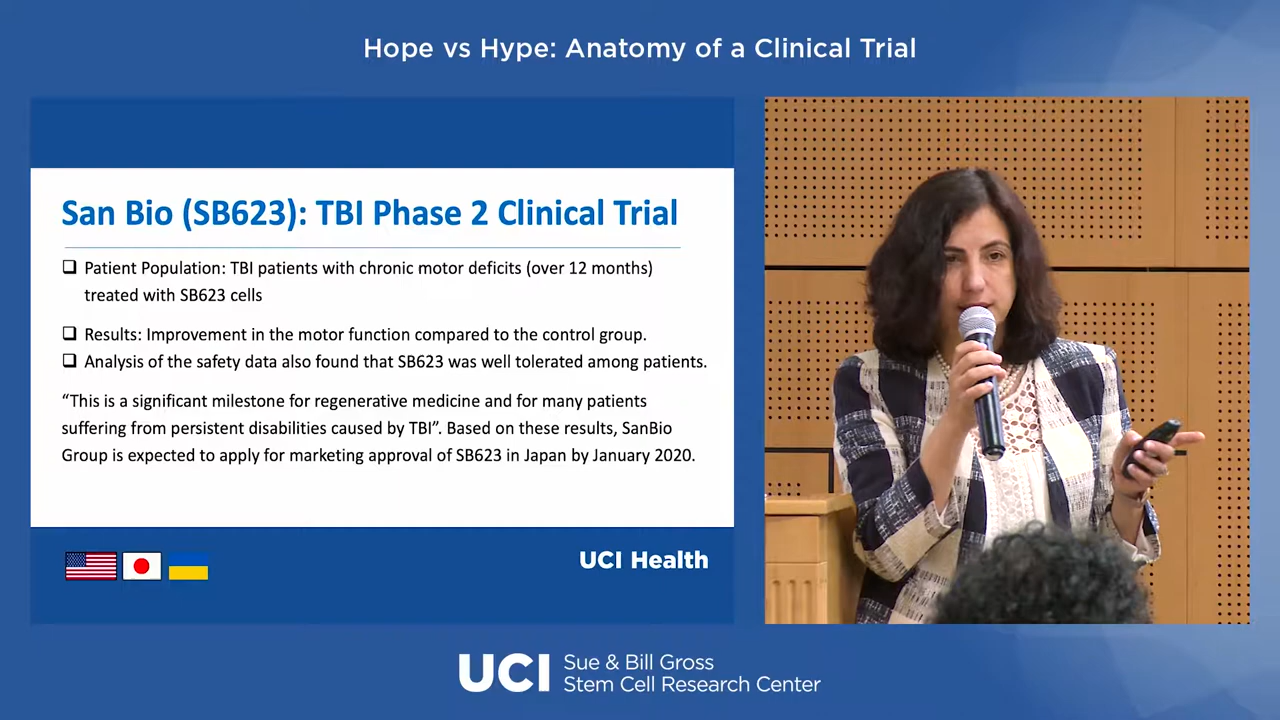 Hope vs Hype: Anatomy of a Clinical Trial
San Bio (SB623): TBI Phase 2 Clinical Trial
❑ Patient Population: TBI patients with chronic motor deficits (over 12 months)
treated with SB623 cells
❑ Results: Improvement in the motor function compared to the control group.
❑ Analysis of the safety data also found that SB623 was well tolerated among patients.
“This is a significant milestone for regenerative medicine and for many patients
suffering from persistent disabilities caused by TBI”. Based on these results, SanBio
Group is expected to apply for marketing approval of SB623 in Japan by January 2020.
UCI Health
UCI Sue & Bill Gross
Stem Cell Research Center